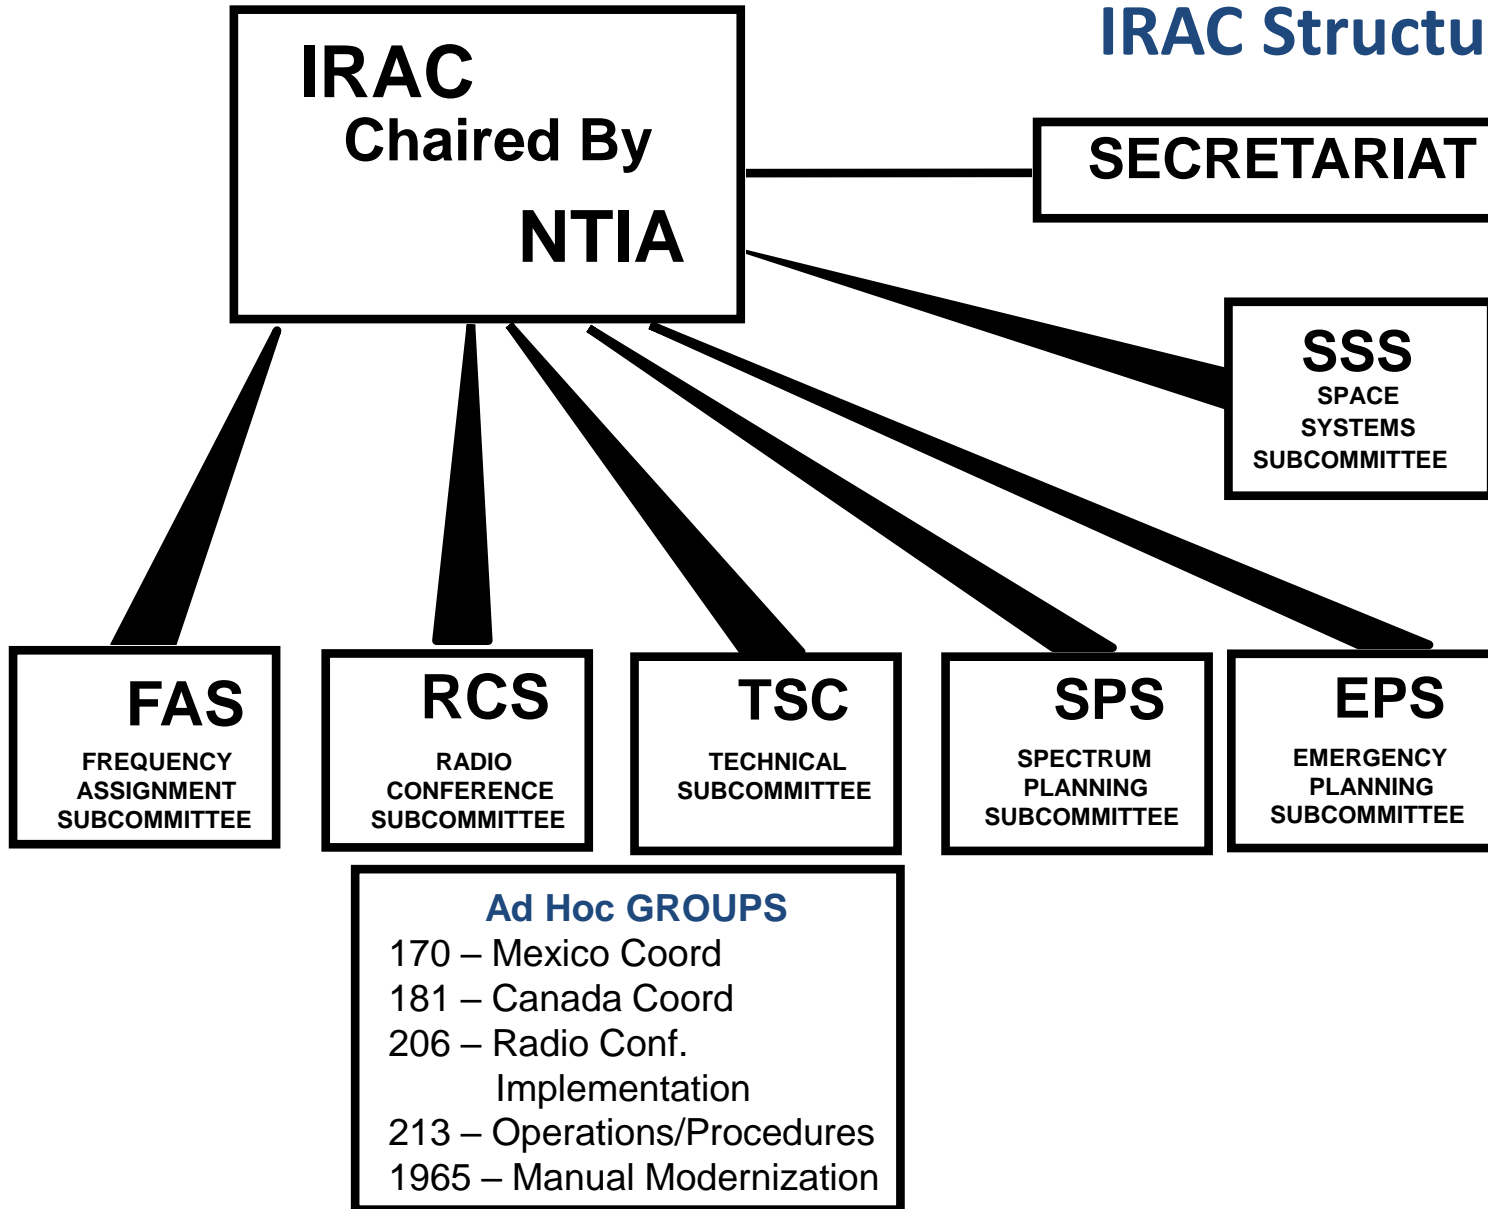 IRAC Structu
IRAC
Chaired By
NTIA
SECRETARIAT
SSS
SPACE
SYSTEMS
SUBCOMMITTEE
FAS
FREQUENCY
ASSIGNMENT
SUBCOMMITTEE
RCS
RADIO
CONFERENCE
SUBCOMMITTEE
TSC
TECHNICAL
SUBCOMMITTEE
SPS
SPECTRUM
PLANNING
SUBCOMMITTEE
EPS
EMERGENCY
PLANNING
SUBCOMMITTEE
Ad Hoc GROUPS
170 – Mexico Coord
181 – Canada Coord
206 – Radio Conf.
Implementation
213 – Operations/Procedures
1965 – Manual Modernization